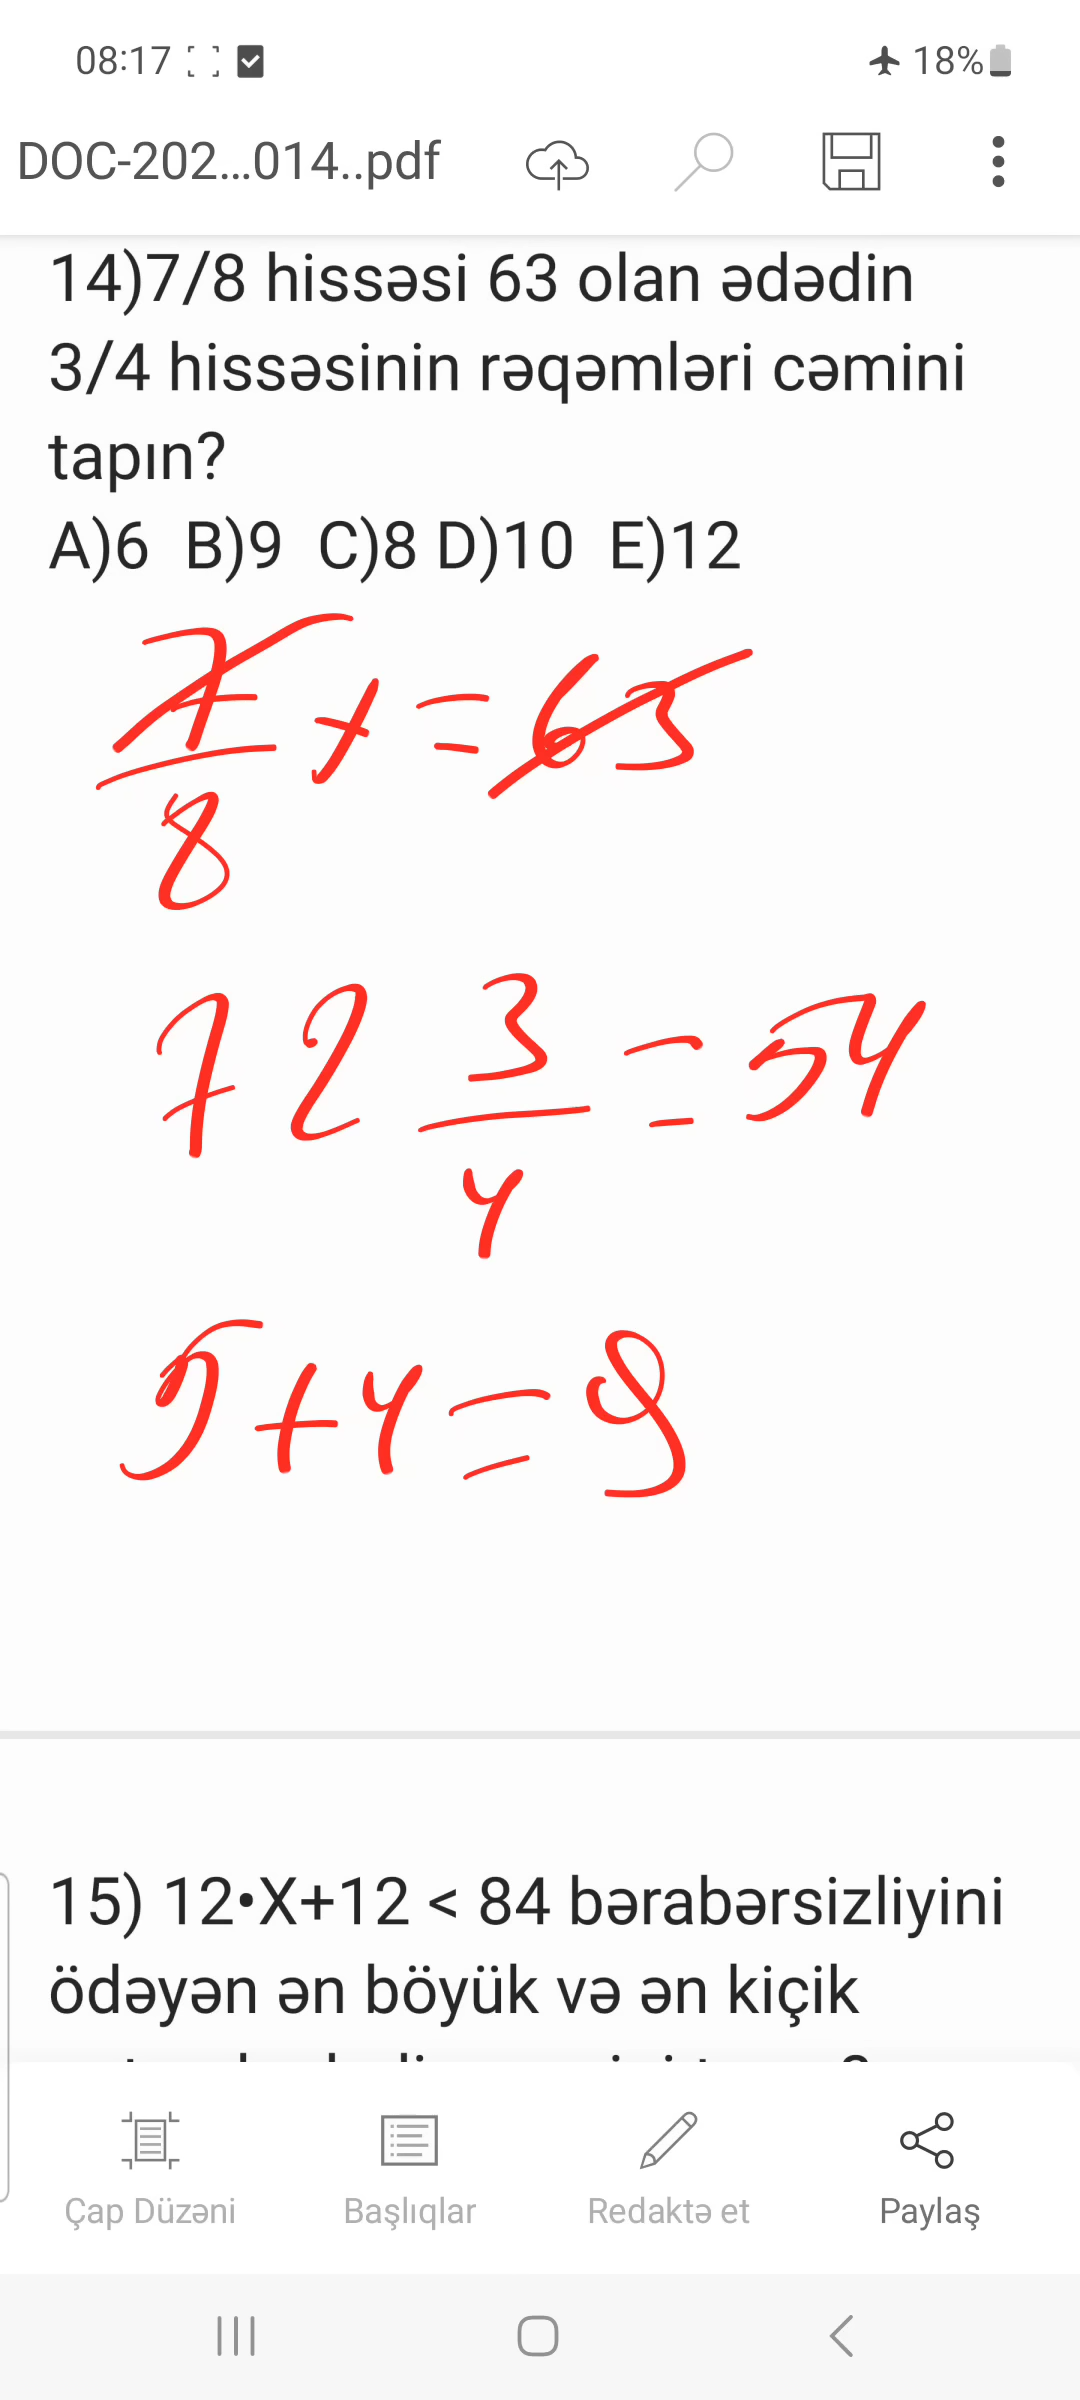 08:17
18%
DOC-202...014..pdf
14)7/8 hissəsi 63 olan ədədin
3/4 hissəsinin rəqəmləri cəmini
tapın?
A)6 B)9 C)8 D)10 E)12
7/8 x = 63
72 3/4 = 54
5+4=9
15) 12•X+12 < 84 bərabərsizliyini
ödəyən ən böyük və ən kiçik
Çap Düzəni
Başlıqlar
Redaktə et
Paylaş